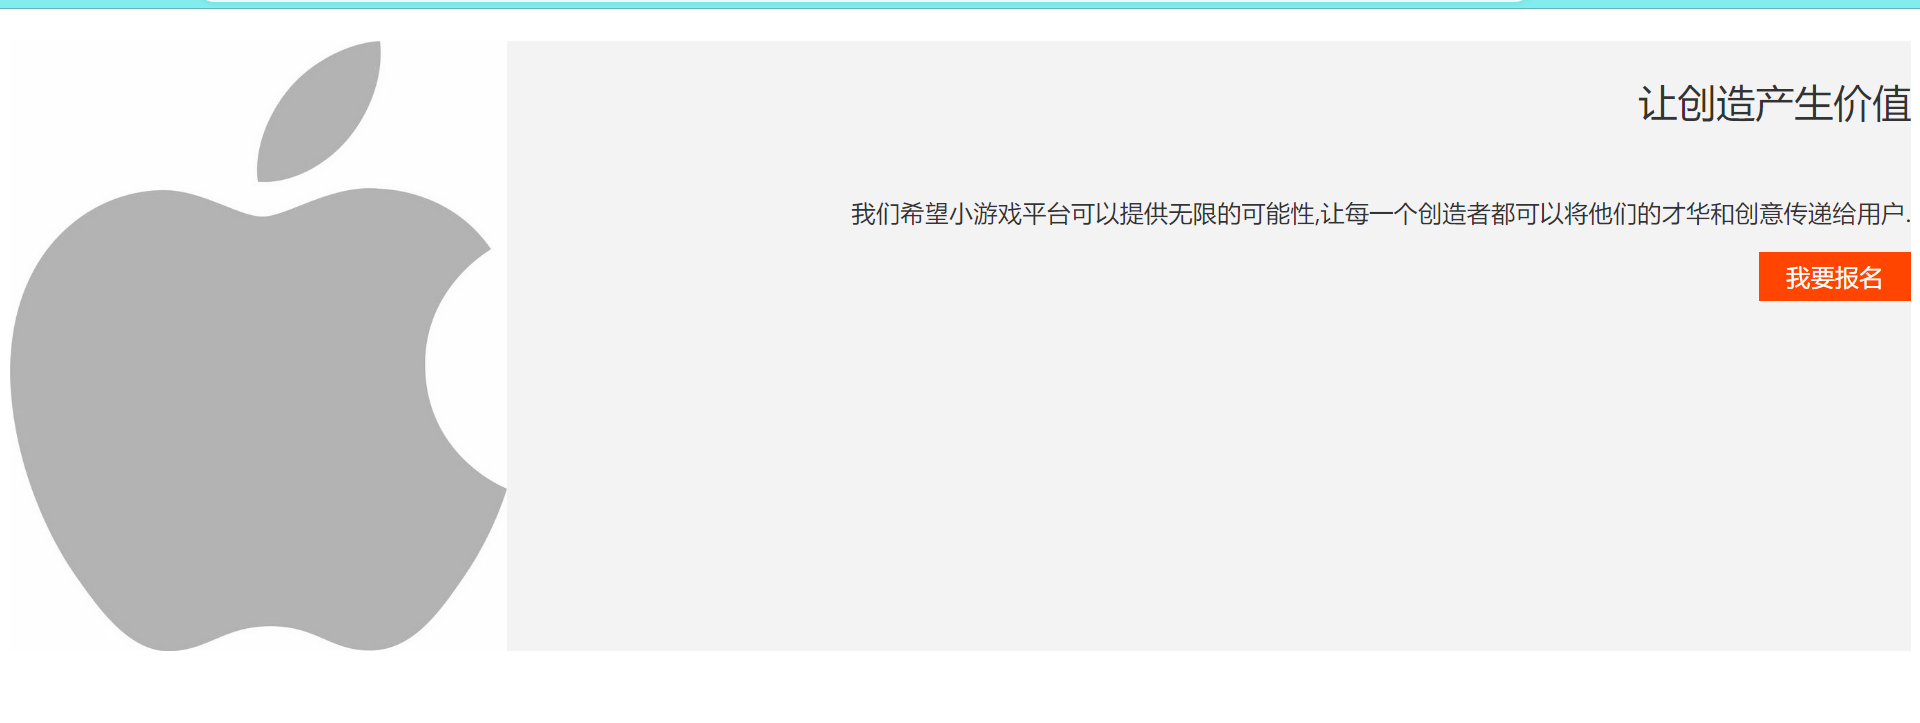 让创造产生价值
我们希望小游戏平台可以提供无限的可能性,让每一个创造者都可以将他们的才华和创意传递给用户.
我要报名